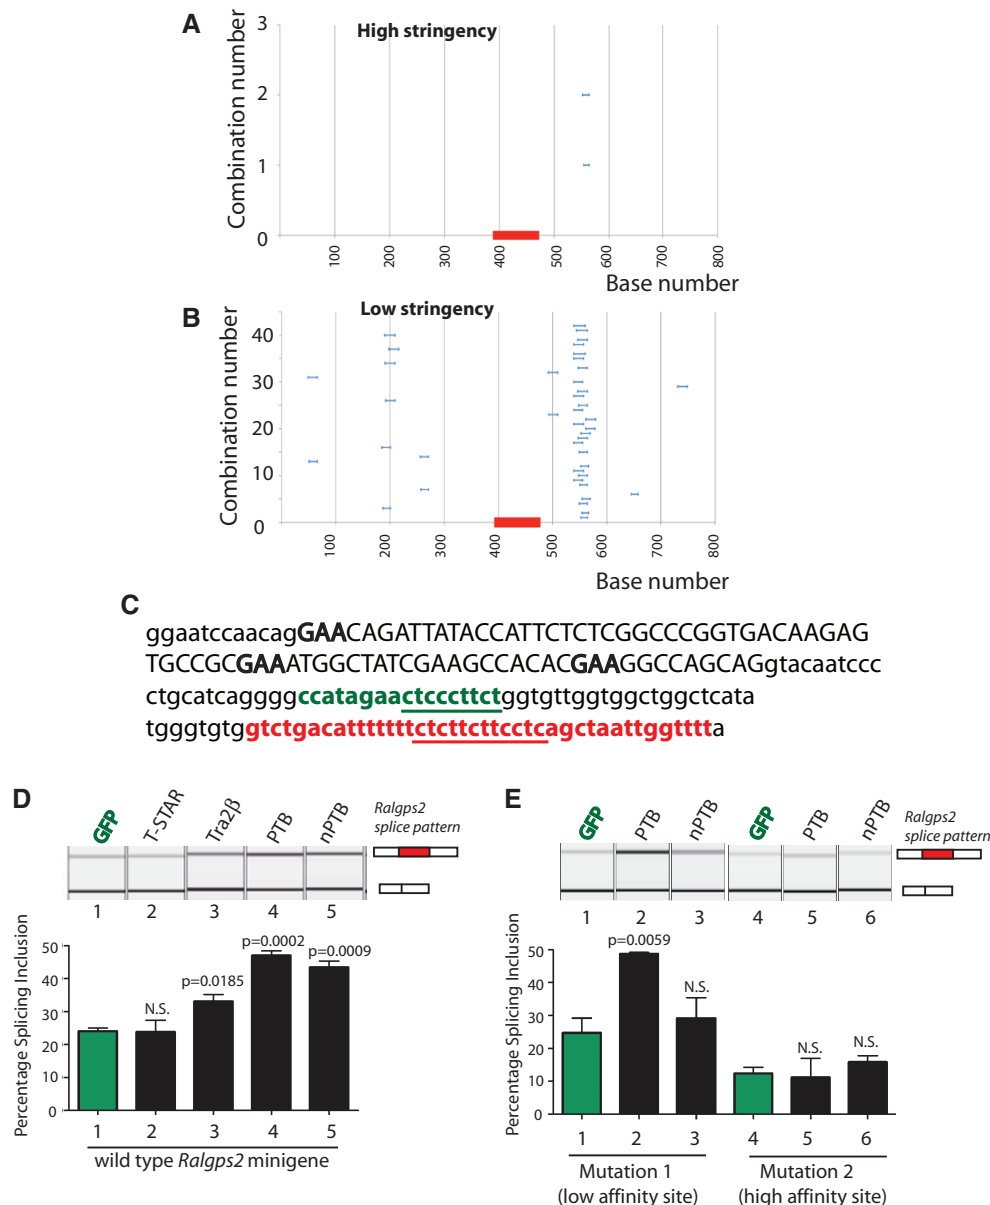 A
High stringency
Combination number
3
2
1
0
100
200
300
400
500
600
700
800
Base number
B
Low stringency
Combination number
40
30
20
10
0
100
200
300
400
500
600
700
800
Base number
C
ggaatccaacagGAACAGATTATACCATTCTCTCGGCCCGGTGACAAGAG
TGCCGCGAAATGGCTATCGAAGCCACACGAAGGCCAGCAGgtacaatccc
ctgcatcaggggccatagaactcccttctggtgttggtggctggctcata
tgggtgtggtctgacatttttttctcttcttcctcagctaattggtttta
D
GFP
T-STAR
Tra2β
PTB
nPTB
Ralgps2
splice pattern
1 2 3 4 5
Percentage Splicing Inclusion
50
40
30
20
10
0
N.S.
p=0.0185
p=0.0002
p=0.0009
1 2 3 4 5
wild type Ralgps2 minigene
E
GFP
PTB
nPTB
GFP
PTB
nPTB
Ralgps2
splice pattern
1 2 3 4 5 6
Percentage Splicing Inclusion
50
40
30
20
10
0
p=0.0059
N.S.
N.S.
N.S.
1 2 3 4 5 6
Mutation 1
(low affinity site)
Mutation 2
(high affinity site)